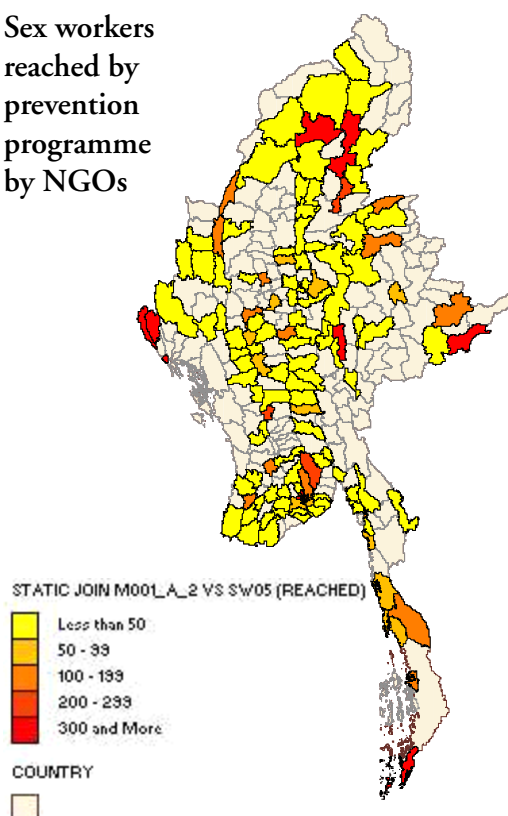 Sex workers
reached by
prevention
programme
by NGOs
STATIC JOIN M001_A_2 VS SW05 (REACHED)
Less than 50
50 - 99
100 - 199
200 - 299
300 and More
COUNTRY